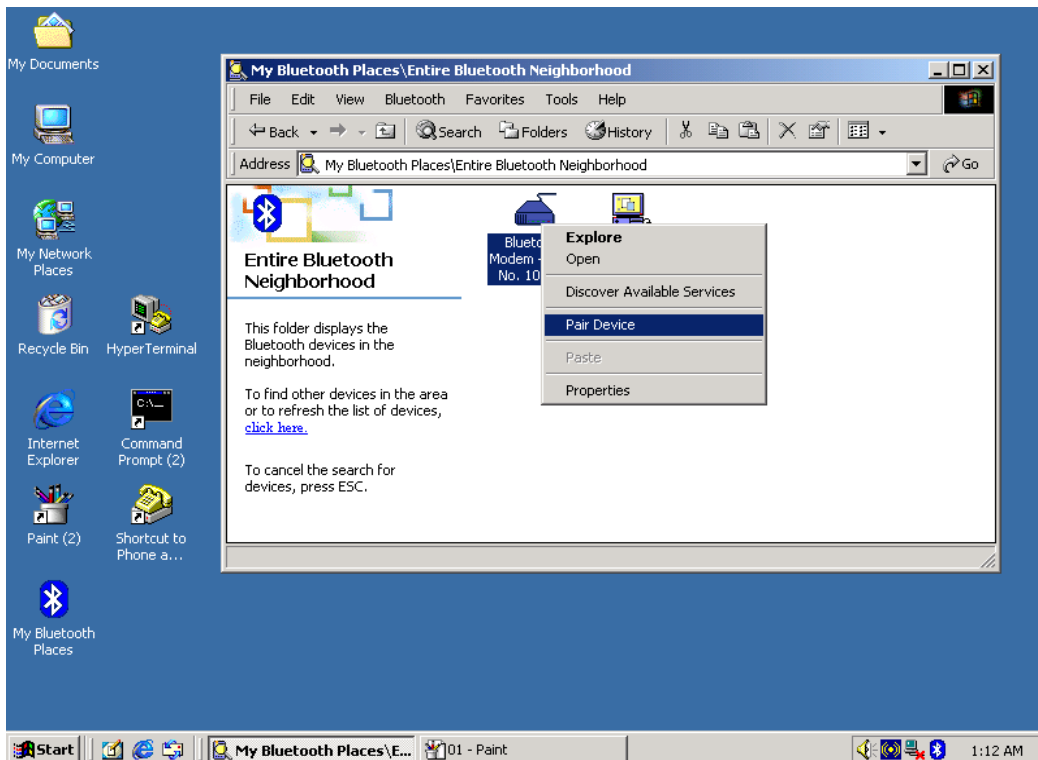 My Documents
My Computer
My Network
Places
Recycle Bin
HyperTerminal
Internet
Explorer
Command
Prompt (2)
Paint (2)
Shortcut to
Phone a...
My Bluetooth
Places
My Bluetooth Places\Entire Bluetooth Neighborhood
File Edit View Bluetooth Favorites Tools Help
Back Search Folders History
Address My Bluetooth Places\Entire Bluetooth Neighborhood Go
Entire Bluetooth
Neighborhood
This folder displays the
Bluetooth devices in the
neighborhood.
To find other devices in the area
or to refresh the list of devices,
click here.
To cancel the search for
devices, press ESC.
Modem -
No. 10
Explore
Open
Discover Available Services
Pair Device
Paste
Properties
C:\_
Start
My Bluetooth Places\E...
01 - Paint
1:12 AM